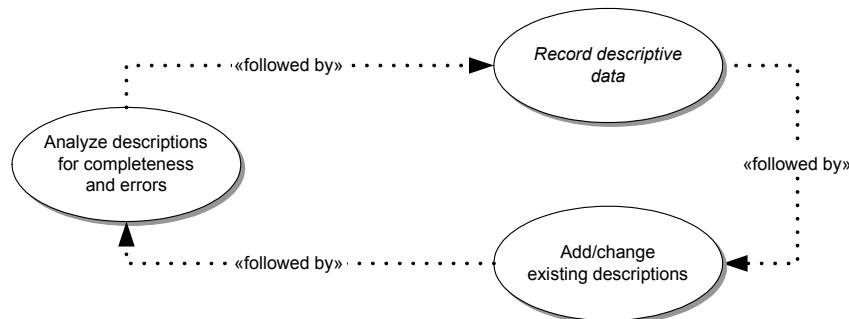 «followed by»
Record descriptive
data
Analyze descriptions
for completeness
and errors
«followed by»
«followed by»
Add/change
existing descriptions